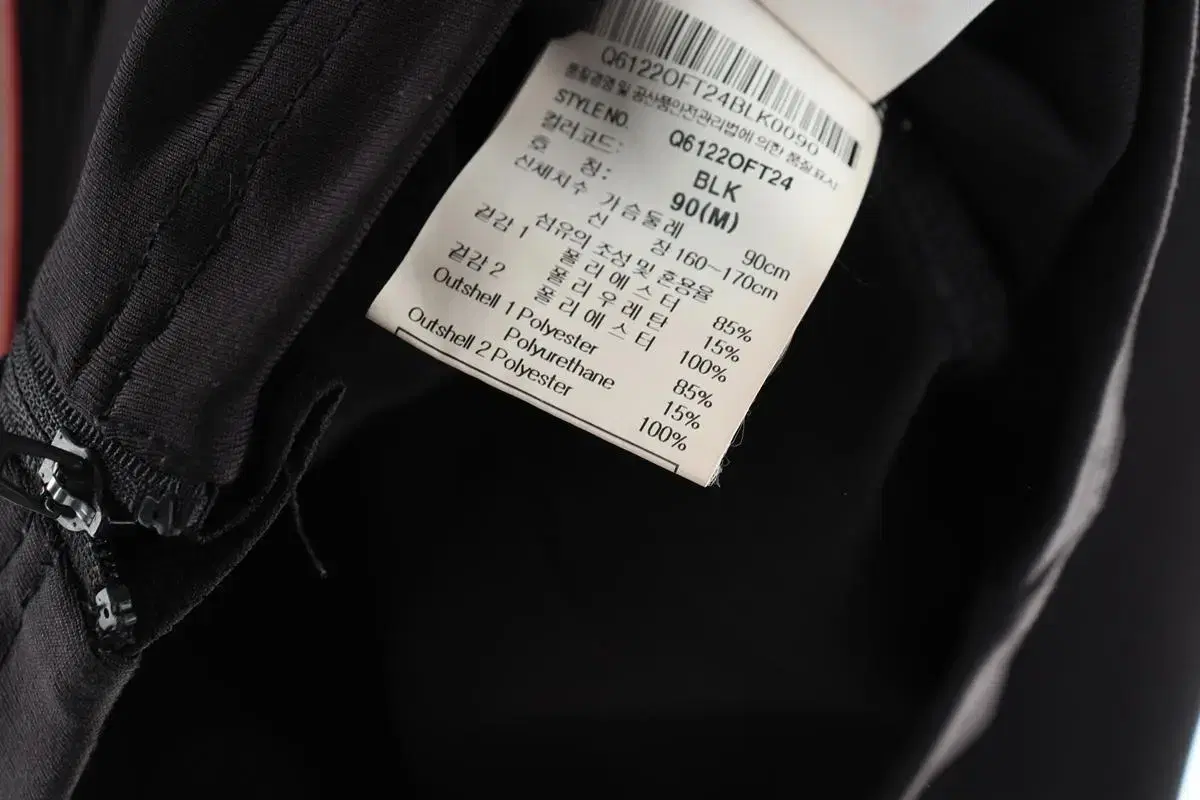 Q6122OFT24BLK0090
품질경영 및 공산품안전관리법에 의한 품질표시
STYLE NO. Q6122OFT24
컬러코드: BLK
호 칭: 90(M)
신체치수 가슴둘레 90cm
신 장 160~170cm
섬유의 조성 및 혼용율
겉감 1 폴리에스터 85%
폴리우레탄 15%
겉감 2 폴리에스터 100%
Outshell 1 Polyester 85%
Polyurethane 15%
Outshell 2 Polyester 100%